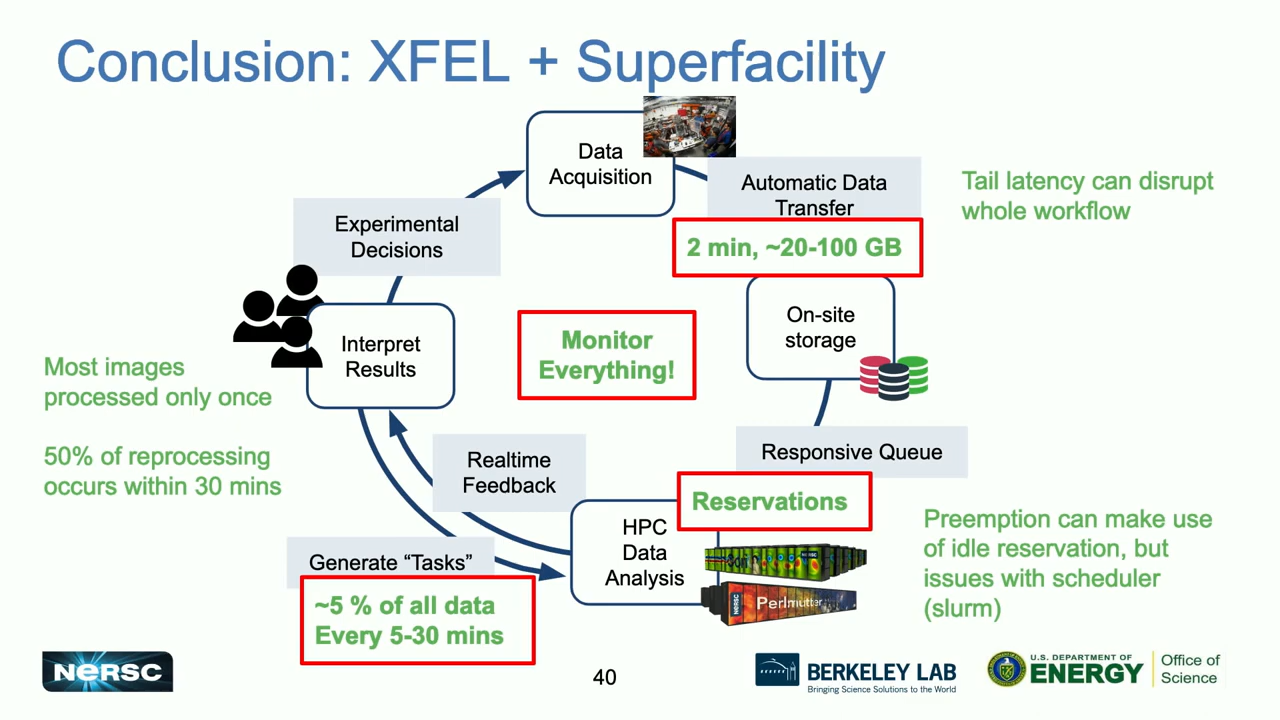 Conclusion: XFEL + Superfacility
Data
Acquisition
Automatic Data
Transfer
2 min, ~20-100 GB
Tail latency can disrupt
whole workflow
Experimental
Decisions
On-site
storage
Monitor
Everything!
Interpret
Results
Most images
processed only once
50% of reprocessing
occurs within 30 mins
Responsive Queue
Realtime
Feedback
Reservations
HPC
Data
Analysis
Preemption can make use
of idle reservation, but
issues with scheduler
(slurm)
NERSC
NERSC
Perlmutter
Generate “Tasks”
~5 % of all data
Every 5-30 mins
NERSC
40
BERKELEY LAB
Bringing Science Solutions to the World
U.S. DEPARTMENT OF
ENERGY
Office of
Science